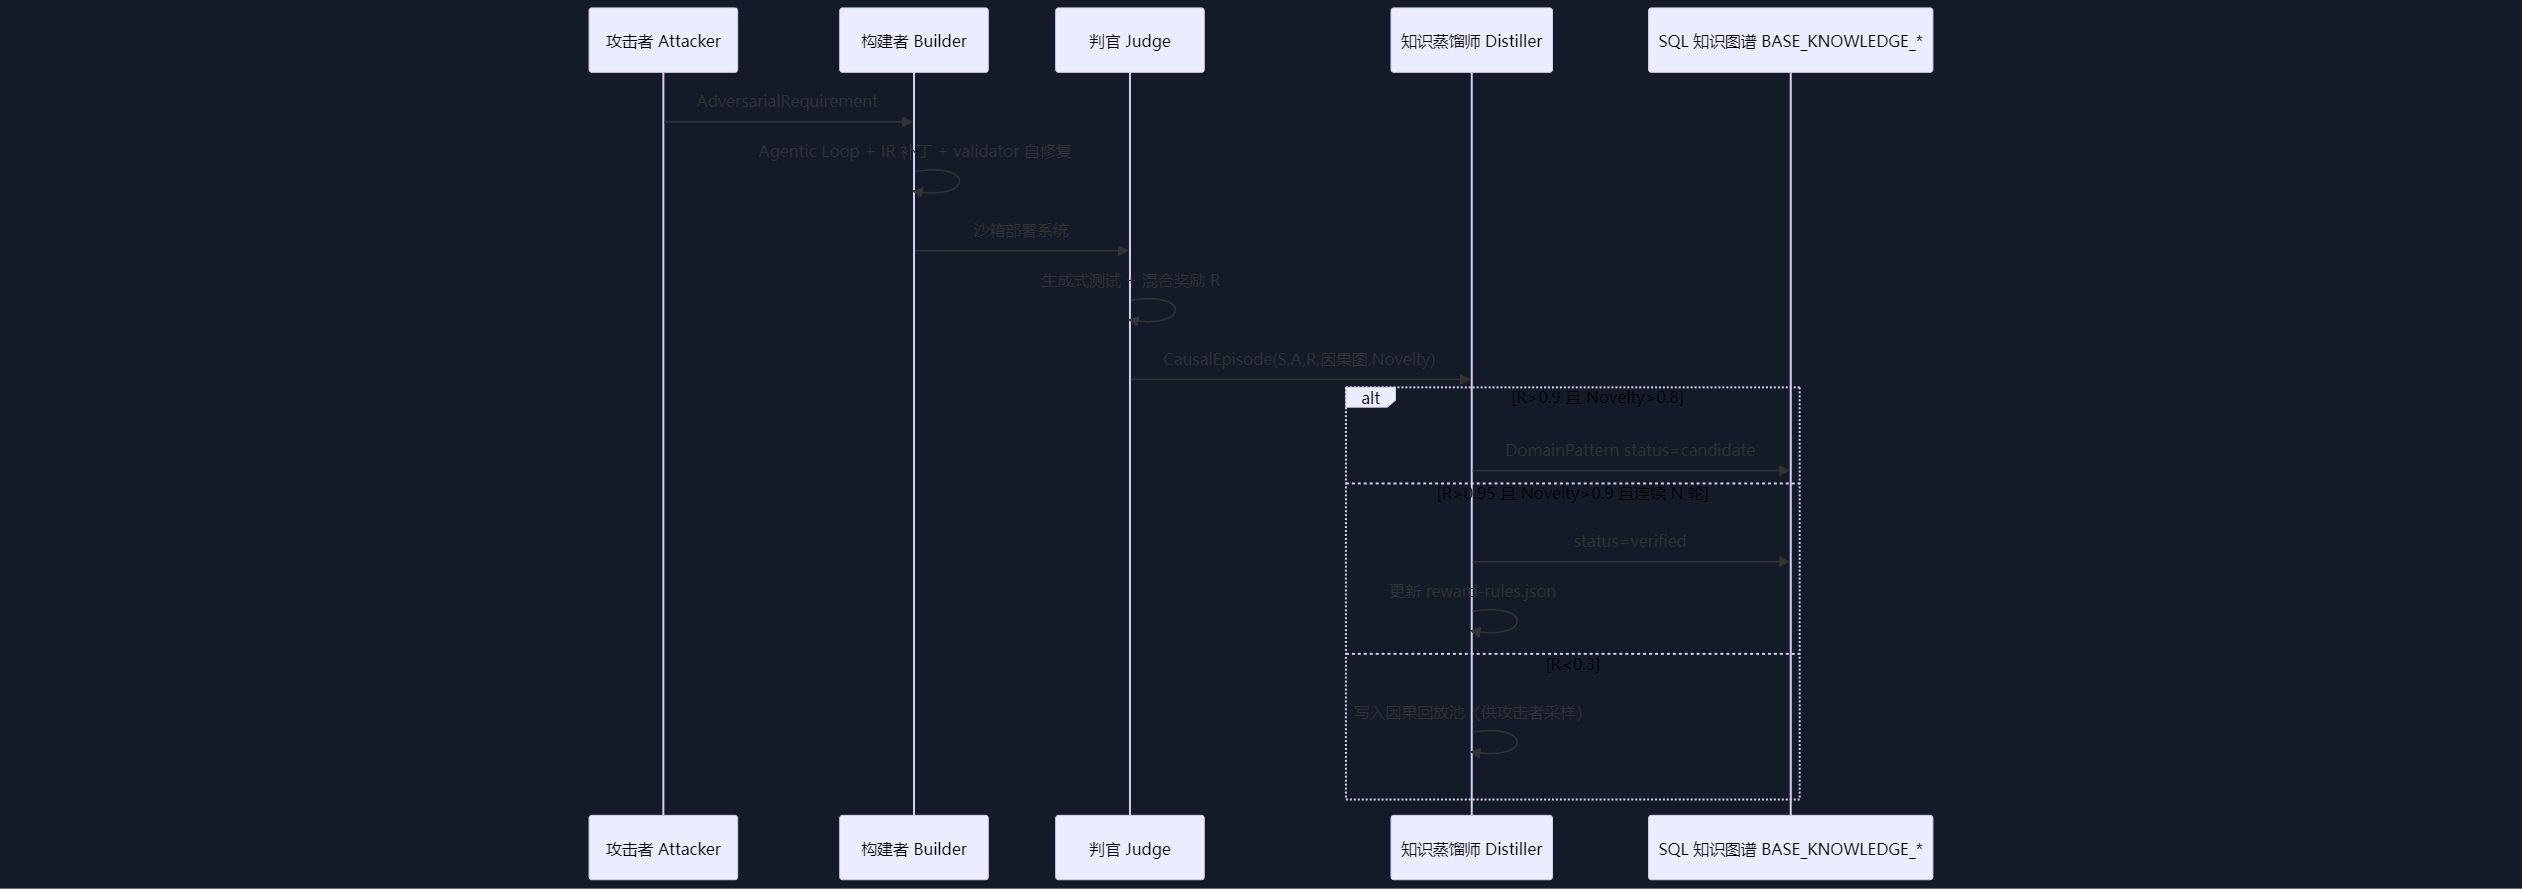 攻击者 Attacker
构建者 Builder
判官 Judge
知识蒸馏师 Distiller
SQL 知识图谱 BASE_KNOWLEDGE_*
AdversarialRequirement
Agentic Loop + IR 补丁 + validator 自修复
沙箱部署系统
生成式测试 + 混合奖励 R
CausalEpisode(S,A,R,因果图,Novelty)
alt
[R>0.9 且 Novelty>0.8]
DomainPattern status=candidate
[R>0.95 且 Novelty>0.9 且连续 N 轮]
status=verified
更新 reward-rules.json
[R<0.3]
写入因果回放池（供攻击者采样）
攻击者 Attacker
构建者 Builder
判官 Judge
知识蒸馏师 Distiller
SQL 知识图谱 BASE_KNOWLEDGE_*